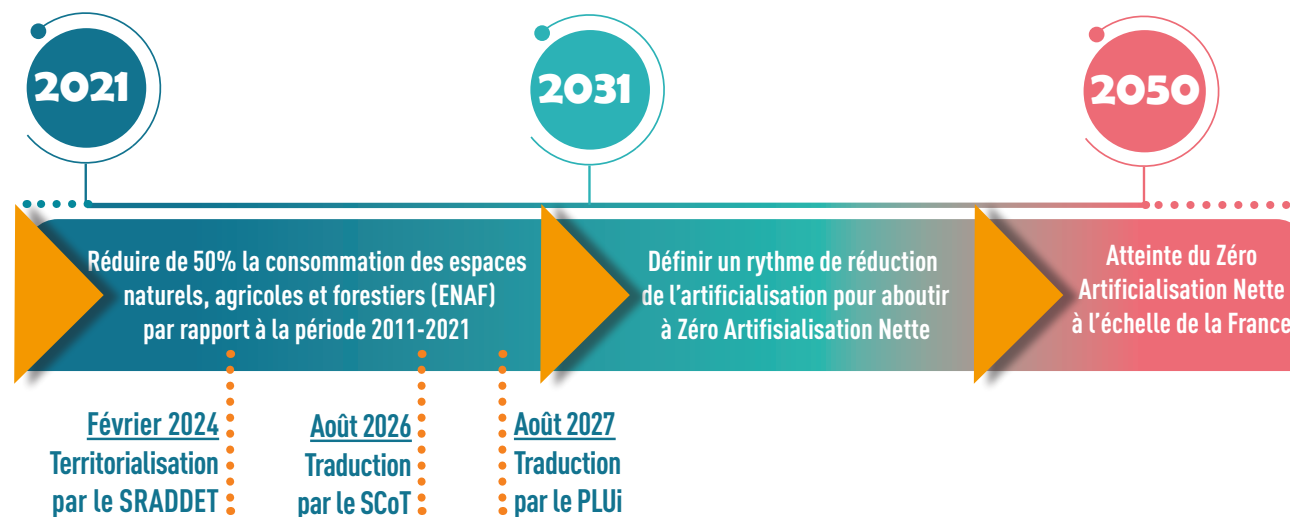 2021
2031
2050
Réduire de 50% la consommation des espaces
naturels, agricoles et forestiers (ENAF)
par rapport à la période 2011-2021
Définir un rythme de réduction
de l'artificialisation pour aboutir
à Zéro Artifisialisation Nette
Atteinte du Zéro
Artificialisation Nette
à l'échelle de la France
Février 2024
Territorialisation
par le SRADDET
Août 2026
Traduction
par le SCoT
Août 2027
Traduction
par le PLUi